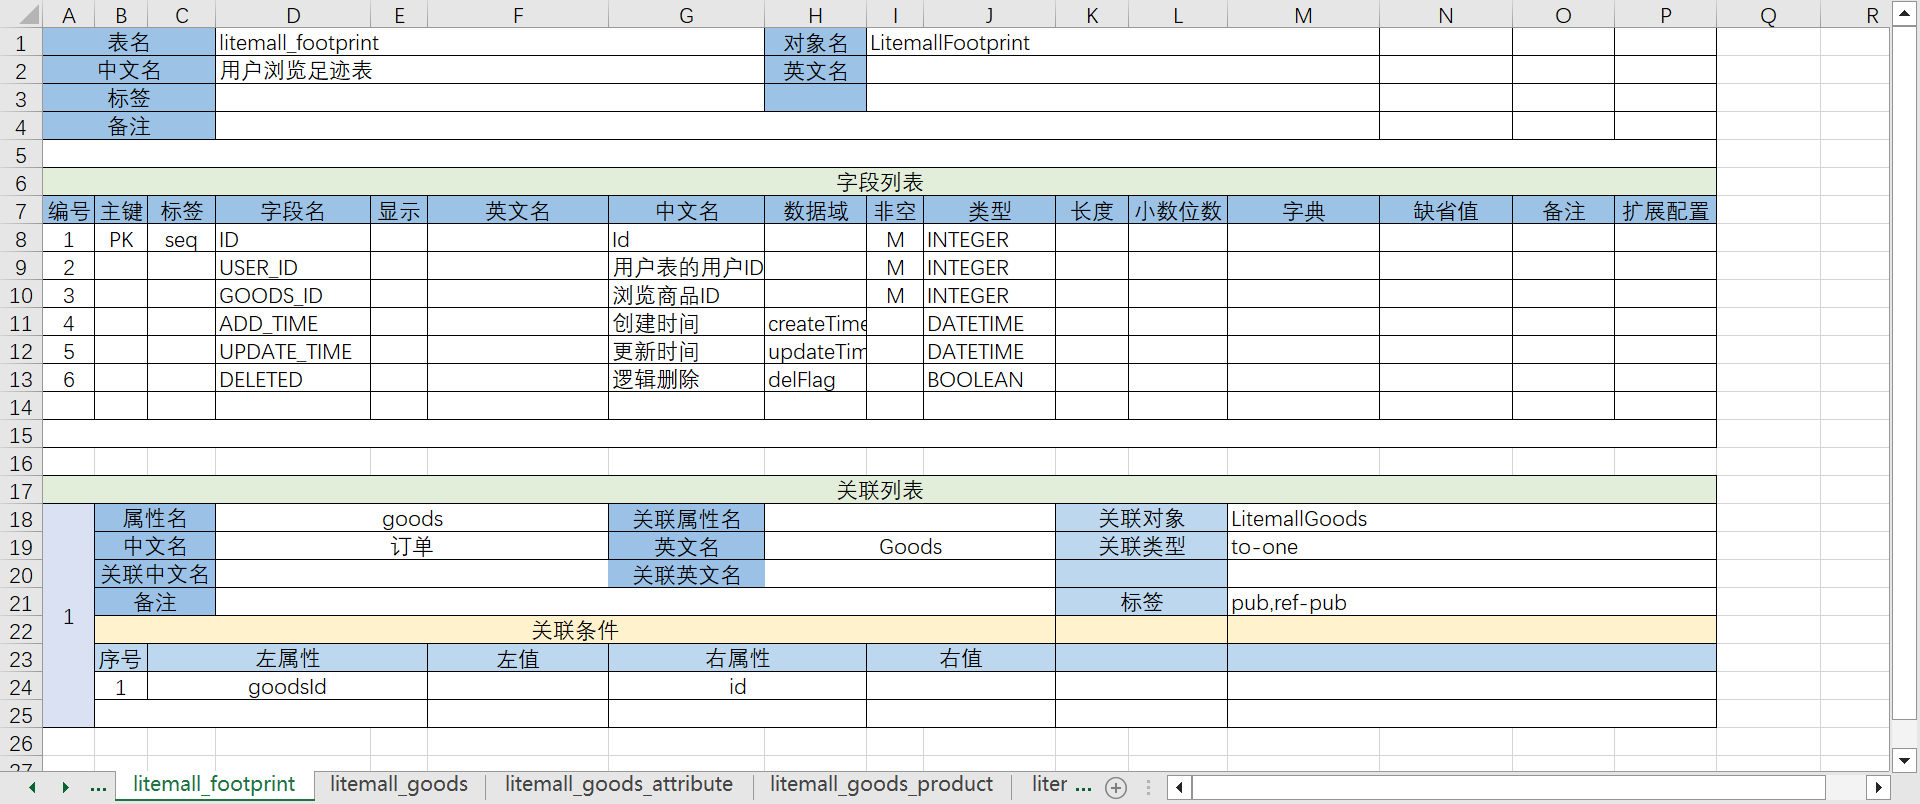 A B C D E F G H I J K L M N O P Q R
1 表名 litemall_footprint 对象名 LitemallFootprint
2 中文名 用户浏览足迹表 英文名
3 标签
4 备注
5
6 字段列表
7 编号 主键 标签 字段名 显示 英文名 中文名 数据域 非空 类型 长度 小数位数 字典 缺省值 备注 扩展配置
8 1 PK seq ID Id M INTEGER
9 2 USER_ID 用户表的用户ID M INTEGER
10 3 GOODS_ID 浏览商品ID M INTEGER
11 4 ADD_TIME 创建时间 createTime DATETIME
12 5 UPDATE_TIME 更新时间 updateTim DATETIME
13 6 DELETED 逻辑删除 delFlag BOOLEAN
14
15
16
17 关联列表
18 属性名 goods 关联属性名 关联对象 LitemallGoods
19 中文名 订单 英文名 Goods 关联类型 to-one
20 关联中文名 关联英文名
21 1 备注 标签 pub,ref-pub
22 关联条件
23 序号 左属性 左值 右属性 右值
24 1 goodsId id
25
26
27
... litemall_footprint litemall_goods litemall_goods_attribute litemall_goods_product liter ...